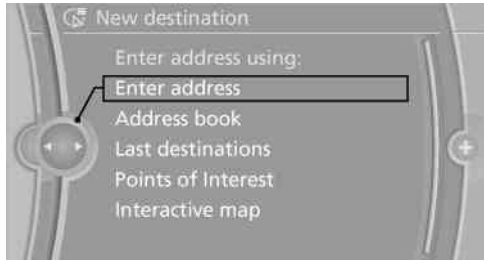 New destination
Enter address using:
Enter address
Address book
Last destinations
Points of Interest
Interactive map